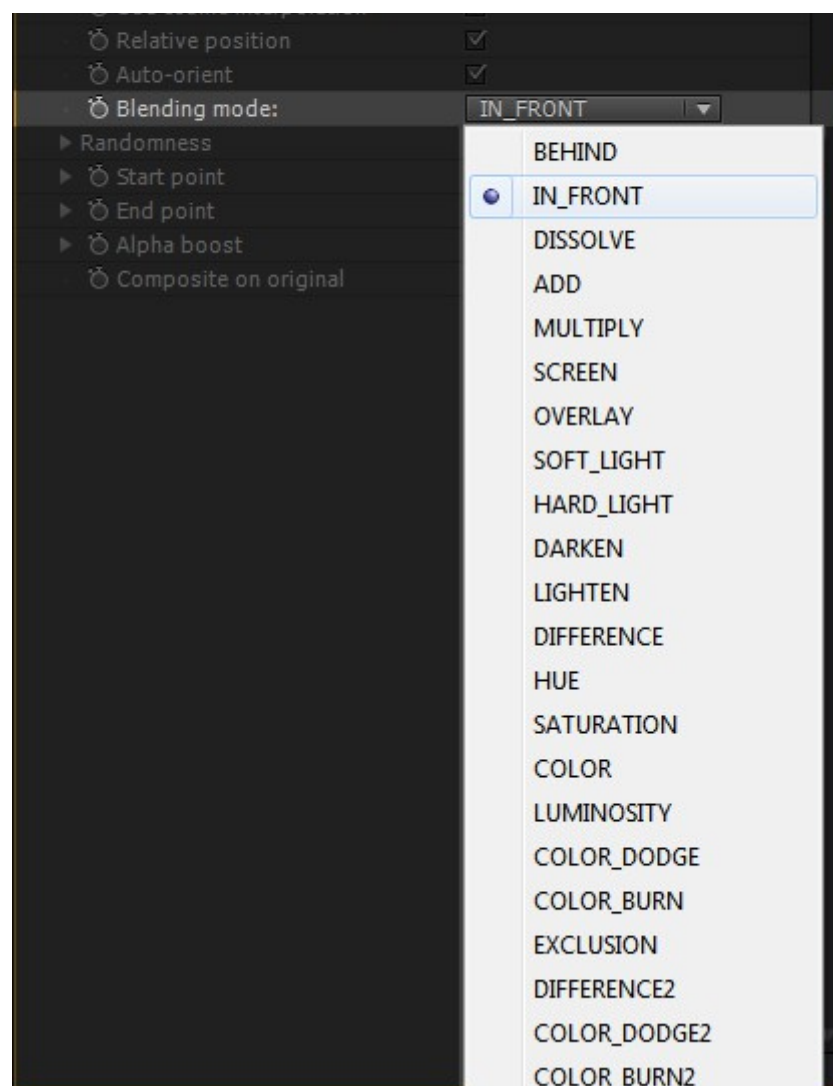 Relative position
Auto-orient
Blending mode: IN_FRONT
Randomness
Start point
End point
Alpha boost
Composite on original
BEHIND
IN_FRONT
DISSOLVE
ADD
MULTIPLY
SCREEN
OVERLAY
SOFT_LIGHT
HARD_LIGHT
DARKEN
LIGHTEN
DIFFERENCE
HUE
SATURATION
COLOR
LUMINOSITY
COLOR_DODGE
COLOR_BURN
EXCLUSION
DIFFERENCE2
COLOR_DODGE2
COLOR_BURN2